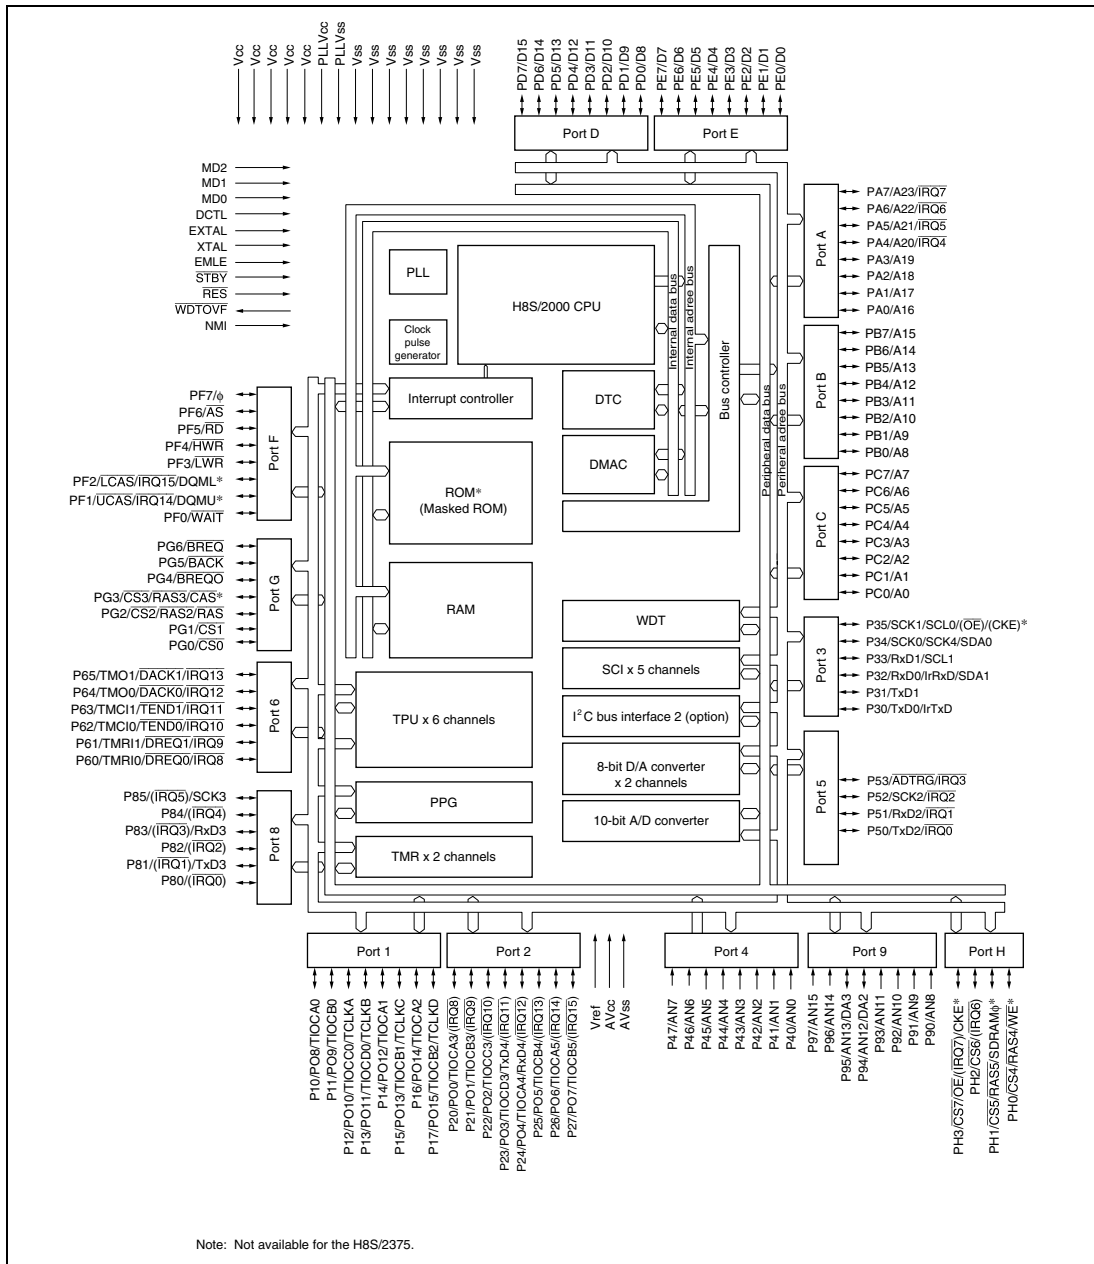 Vcc
Vcc
Vcc
Vcc
Vcc
PLLVcc
PLLVss
Vss
Vss
Vss
Vss
Vss
Vss
Vss
Vss
PD7/D15
PD6/D14
PD5/D13
PD4/D12
PD3/D11
PD2/D10
PD1/D9
PD0/D8
PE7/D7
PE6/D6
PE5/D5
PE4/D4
PE3/D3
PE2/D2
PE1/D1
PE0/D0
Port D
Port E
MD2
MD1
MD0
DCTL
EXTAL
XTAL
EMLE
STBY
RES
WDTOVF
NMI
PLL
Clock
pulse
generator
H8S/2000 CPU
Interrupt controller
DTC
DMAC
ROM*
(Masked ROM)
RAM
Internal data bus
Internal adree bus
Bus controller
Peripheral data bus
Periheral adree bus
WDT
SCI x 5 channels
I²C bus interface 2 (option)
8-bit D/A converter
x 2 channels
10-bit A/D converter
TPU x 6 channels
PPG
TMR x 2 channels
Port A
PA7/A23/IRQ7
PA6/A22/IRQ6
PA5/A21/IRQ5
PA4/A20/IRQ4
PA3/A19
PA2/A18
PA1/A17
PA0/A16
Port B
PB7/A15
PB6/A14
PB5/A13
PB4/A12
PB3/A11
PB2/A10
PB1/A9
PB0/A8
Port C
PC7/A7
PC6/A6
PC5/A5
PC4/A4
PC3/A3
PC2/A2
PC1/A1
PC0/A0
Port 3
P35/SCK1/SCL0/(OE)/(CKE)*
P34/SCK0/SCK4/SDA0
P33/RxD1/SCL1
P32/RxD0/IrRxD/SDA1
P31/TxD1
P30/TxD0/IrTxD
Port 5
P53/ADTRG/IRQ3
P52/SCK2/IRQ2
P51/RxD2/IRQ1
P50/TxD2/IRQ0
PF7/ϕ
PF6/AS
PF5/RD
PF4/HWR
PF3/LWR
PF2/LCAS/IRQ15/DQML*
PF1/UCAS/IRQ14/DQMU*
PF0/WAIT
Port F
PG6/BREQ
PG5/BACK
PG4/BREQO
PG3/CS3/RAS3/CAS*
PG2/CS2/RAS2/RAS
PG1/CS1
PG0/CS0
Port G
P65/TMO1/DACK1/IRQ13
P64/TMO0/DACK0/IRQ12
P63/TMCI1/TEND1/IRQ11
P62/TMCI0/TEND0/IRQ10
P61/TMRI1/DREQ1/IRQ9
P60/TMRI0/DREQ0/IRQ8
Port 6
P85/(IRQ5)/SCK3
P84/(IRQ4)
P83/(IRQ3)/RxD3
P82/(IRQ2)
P81/(IRQ1)/TxD3
P80/(IRQ0)
Port 8
Port 1
Port 2
Port 4
Port 9
Port H
P10/PO8/TIOCA0
P11/PO9/TIOCB0
P12/PO10/TIOCC0/TCLKA
P13/PO11/TIOCD0/TCLKB
P14/PO12/TIOCA1
P15/PO13/TIOCB1/TCLKC
P16/PO14/TIOCA2
P17/PO15/TIOCB2/TCLKD
P20/PO0/TIOCA3/(IRQ8)
P21/PO1/TIOCB3/(IRQ9)
P22/PO2/TIOCC3/(IRQ10)
P23/PO3/TIOCD3/TxD4/(IRQ11)
P24/PO4/TIOCA4/RxD4/(IRQ12)
P25/PO5/TIOCB4/(IRQ13)
P26/PO6/TIOCA5/(IRQ14)
P27/PO7/TIOCB5/(IRQ15)
Vref
AVcc
AVss
P47/AN7
P46/AN6
P45/AN5
P44/AN4
P43/AN3
P42/AN2
P41/AN1
P40/AN0
P97/AN15
P96/AN14
P95/AN13/DA3
P94/AN12/DA2
P93/AN11
P92/AN10
P91/AN9
P90/AN8
PH3/CS7/OE/(IRQ7)/CKE*
PH2/CS6/(IRQ6)
PH1/CS5/RAS5/SDRAMϕ*
PH0/CS4/RAS4/WE*
Note: Not available for the H8S/2375.